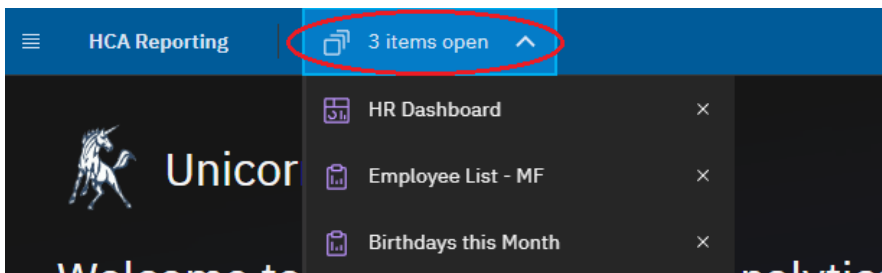 HCA Reporting
3 items open
HR Dashboard
Unicor
Employee List - MF
Birthdays this Month